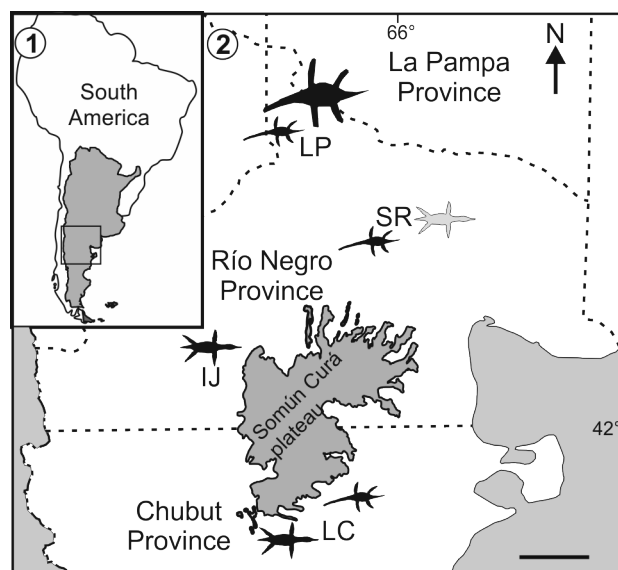 1
2
66°
N
South
America
La Pampa
Province
LP
SR
Río Negro
Province
IJ
Somún Curá
plateau
42°
Chubut
Province
LC